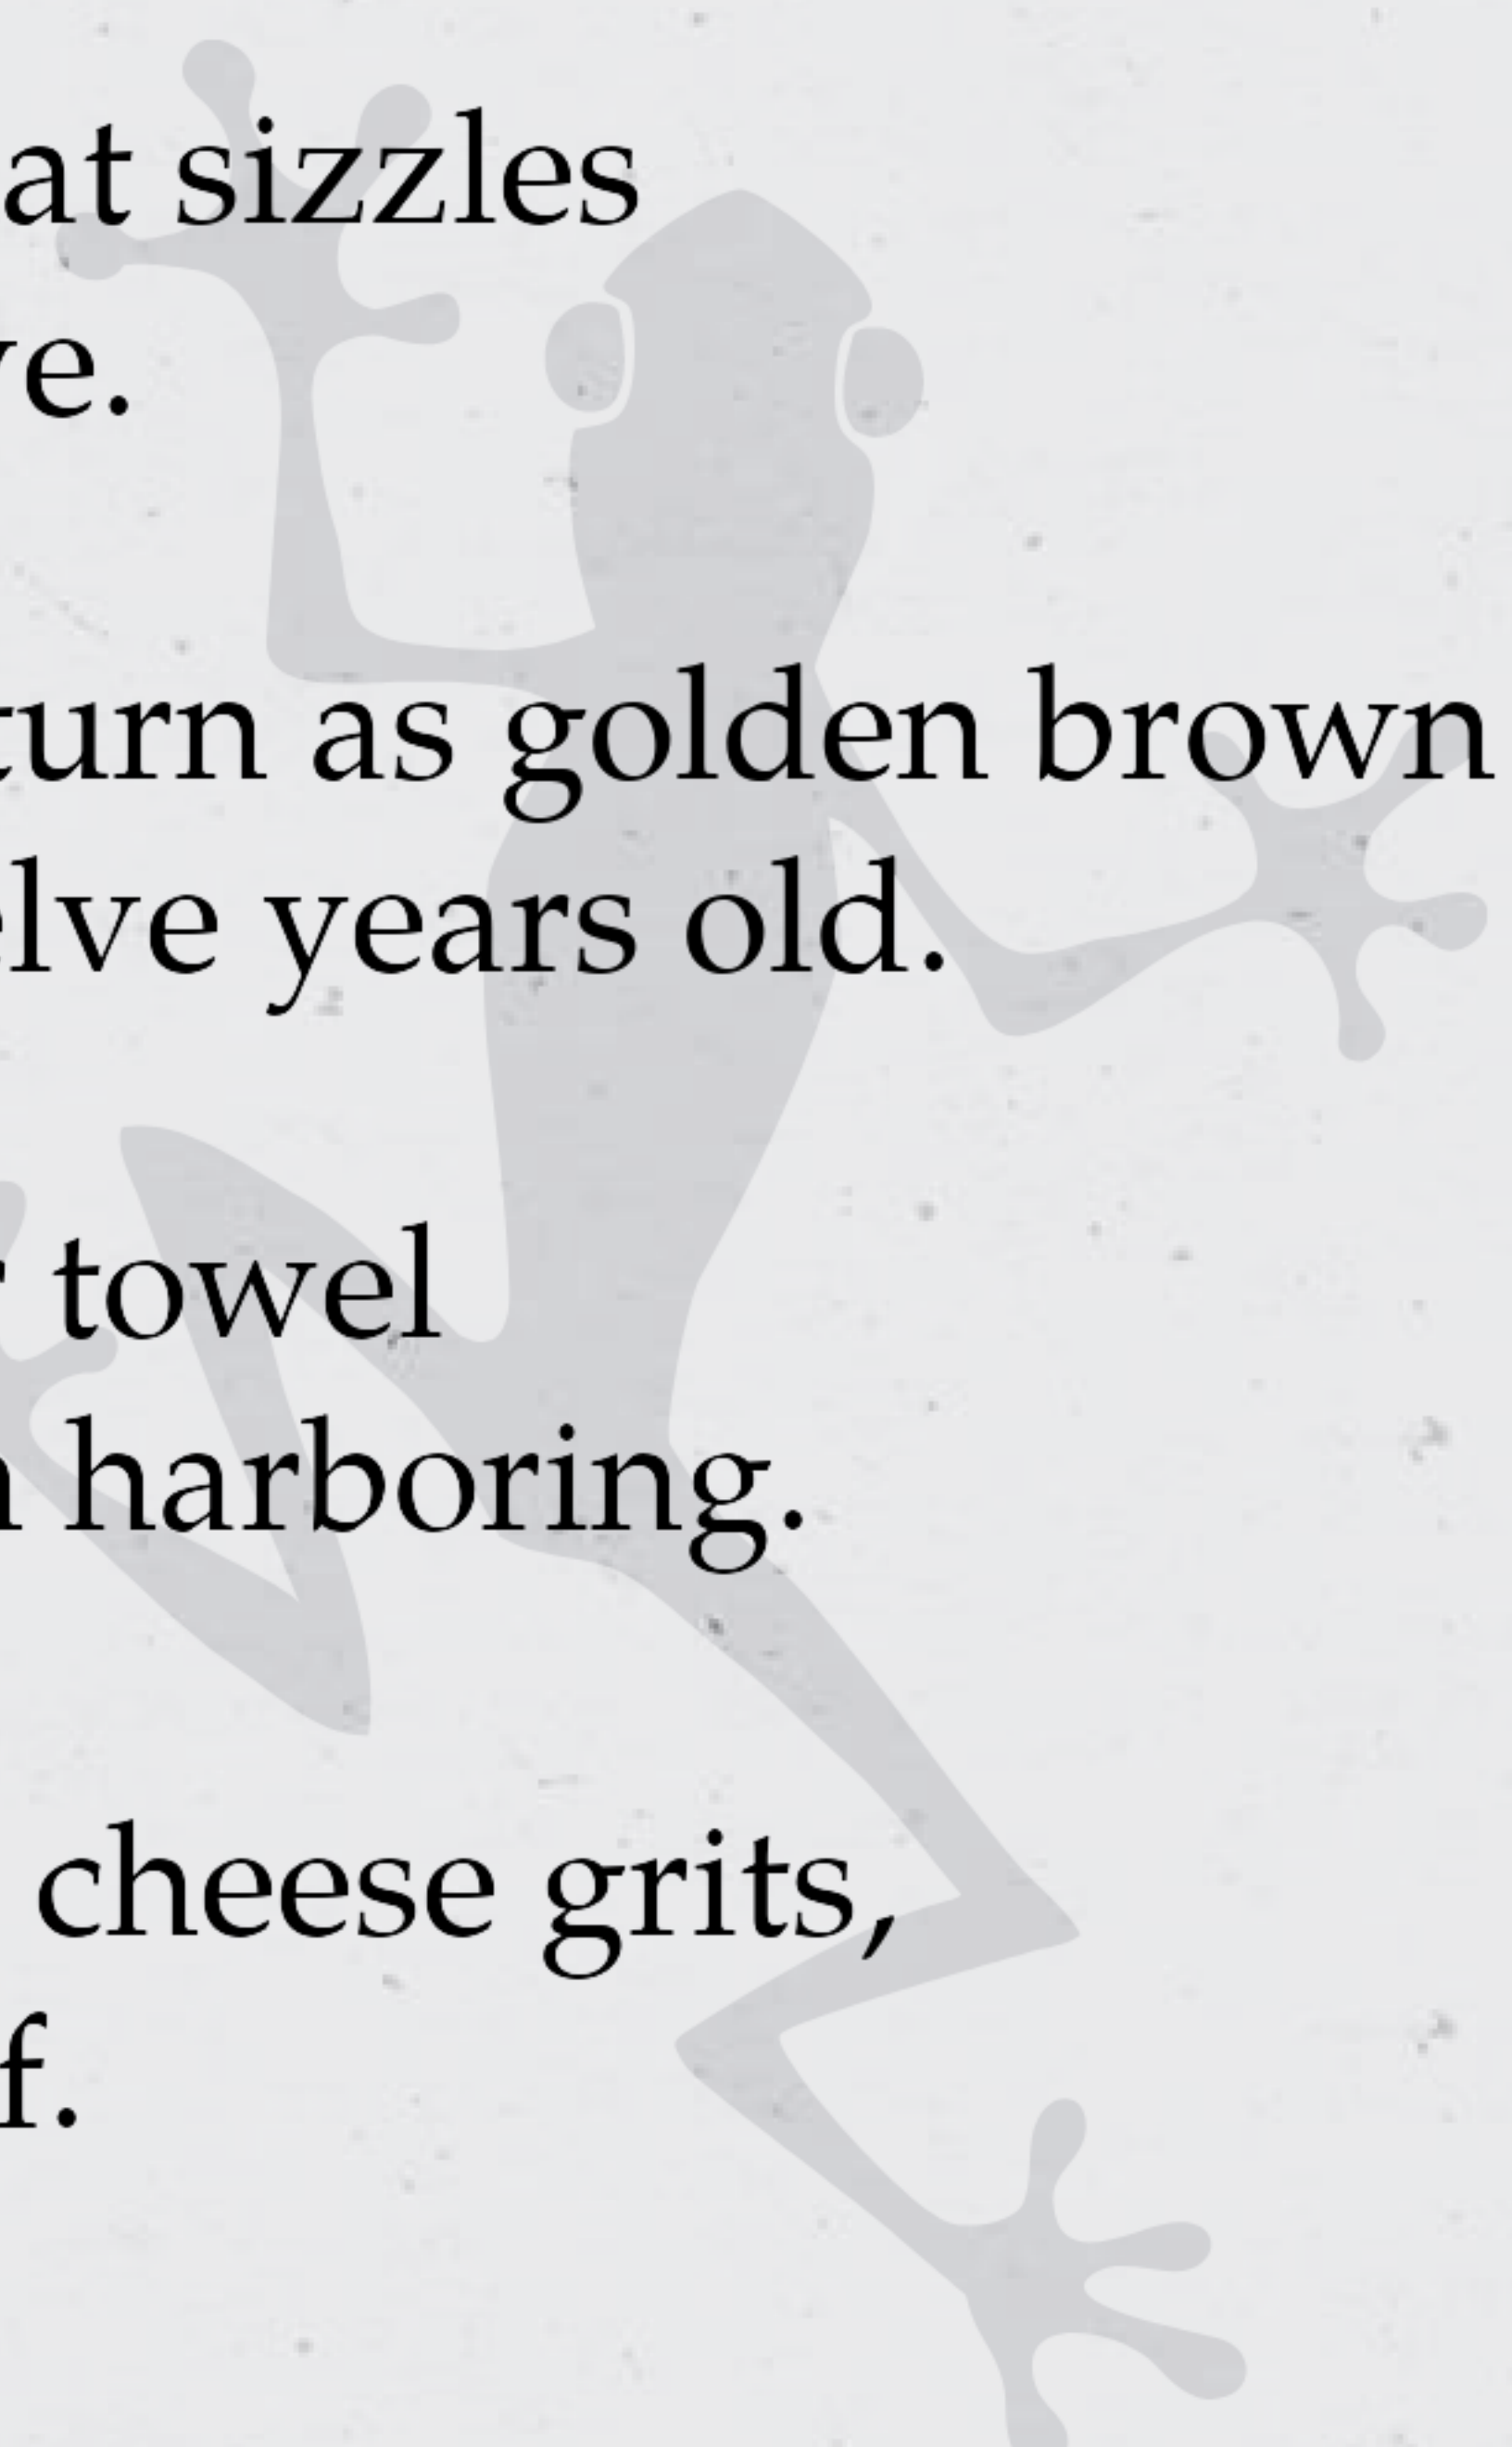 at sizzles
ve.
turn as golden brown
elve years old.
r towel
n harboring.
cheese grits,
f.